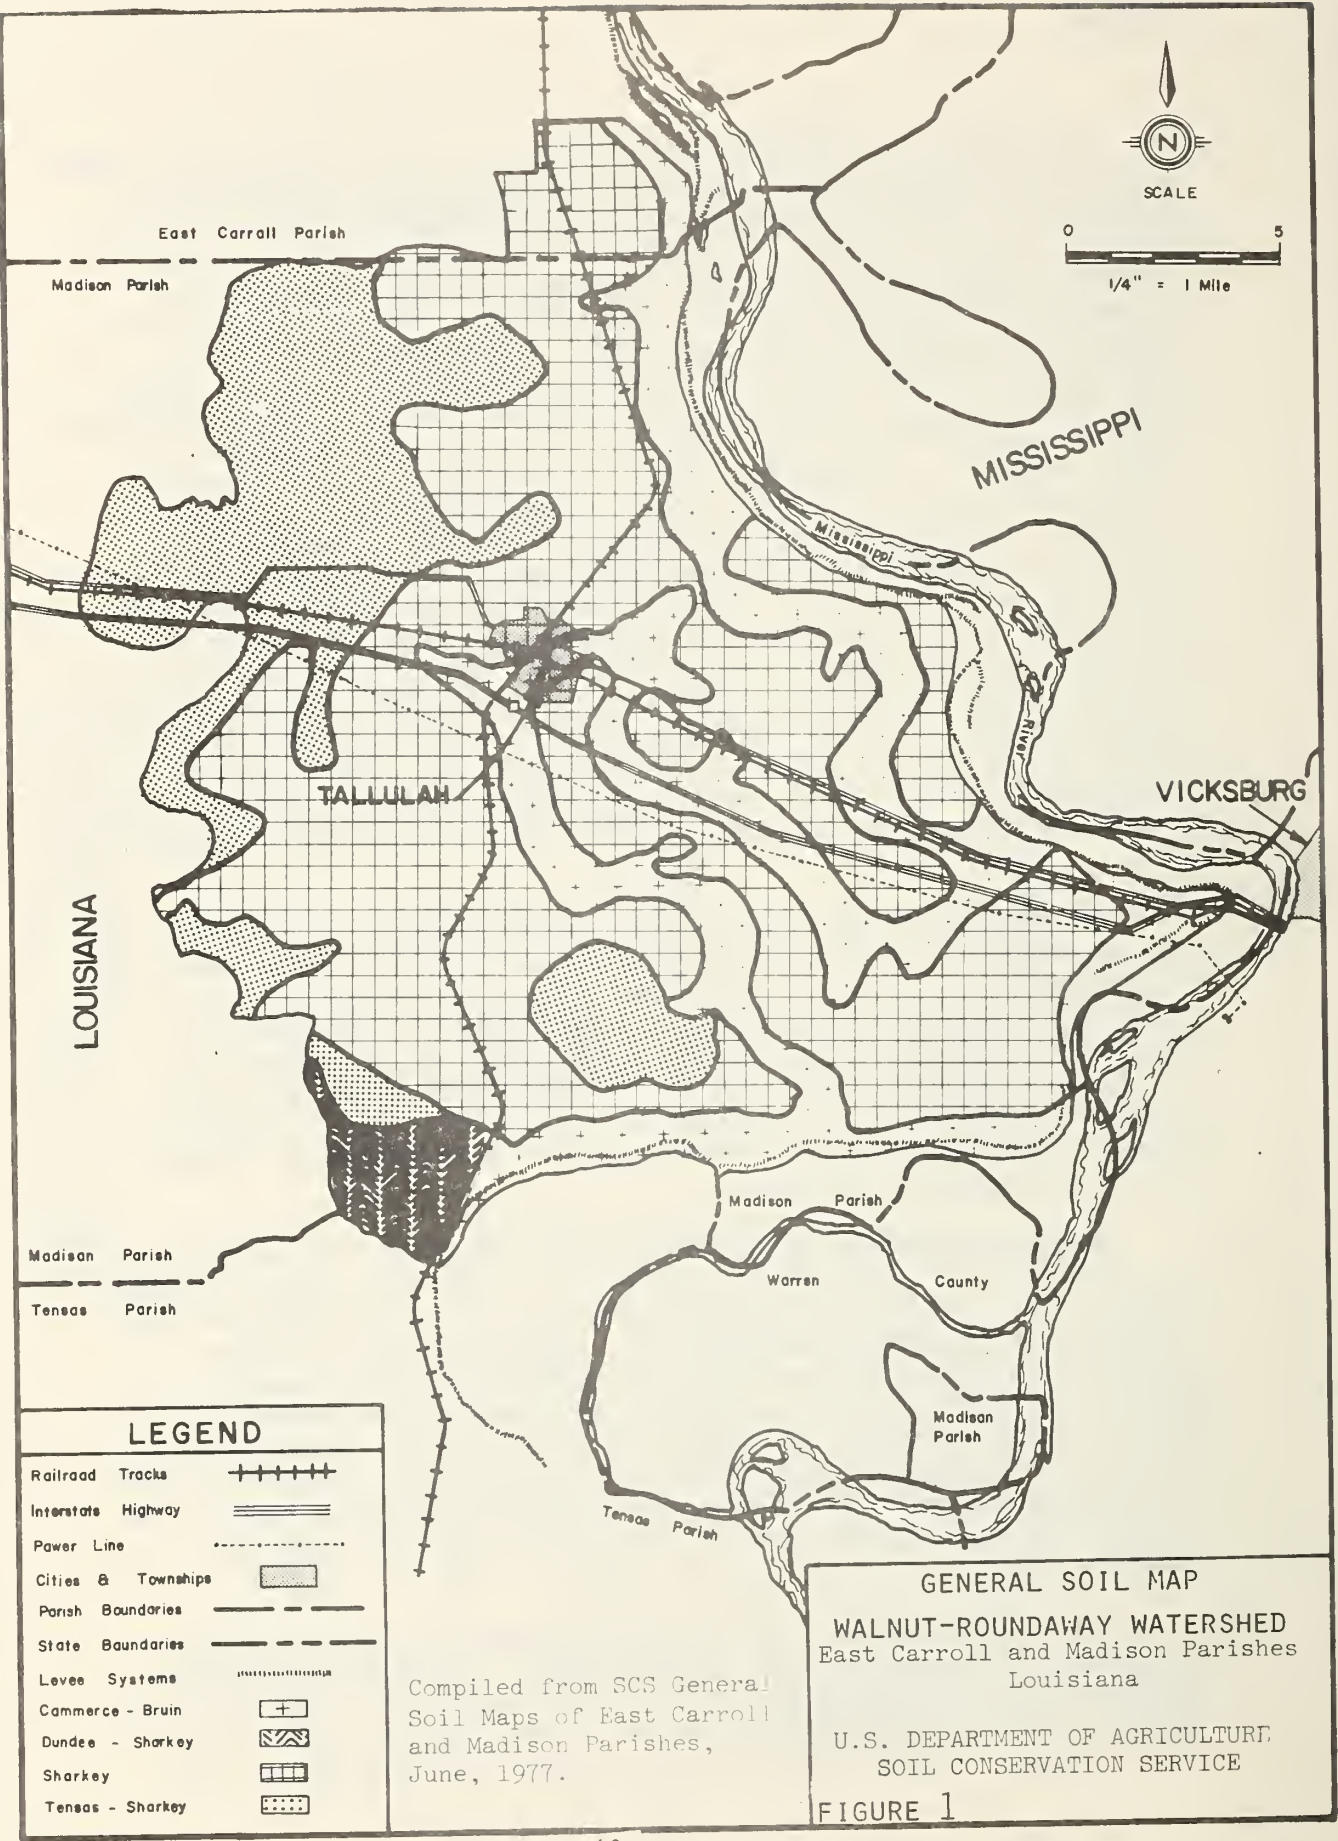 N
SCALE
0 5
1/4" = 1 Mile
East Carroll Parish
Madison Parish
MISSISSIPPI
Mississippi
River
VICKSBURG
TALLULAH
LOUISIANA
Madison Parish
Warren County
Madison Parish
Tensas Parish
Madison
Parish
Tensas Parish
LEGEND
Railroad Tracks
Interstate Highway
Power Line
Cities & Townships
Parish Boundaries
State Boundaries
Levee Systems
Commerce - Bruin
Dundee - Sharkey
Sharkey
Tensas - Sharkey
Compiled from SCS General
Soil Maps of East Carroll
and Madison Parishes,
June, 1977.
GENERAL SOIL MAP
WALNUT-ROUNDAWAY WATERSHED
East Carroll and Madison Parishes
Louisiana
U.S. DEPARTMENT OF AGRICULTURE
SOIL CONSERVATION SERVICE
FIGURE 1